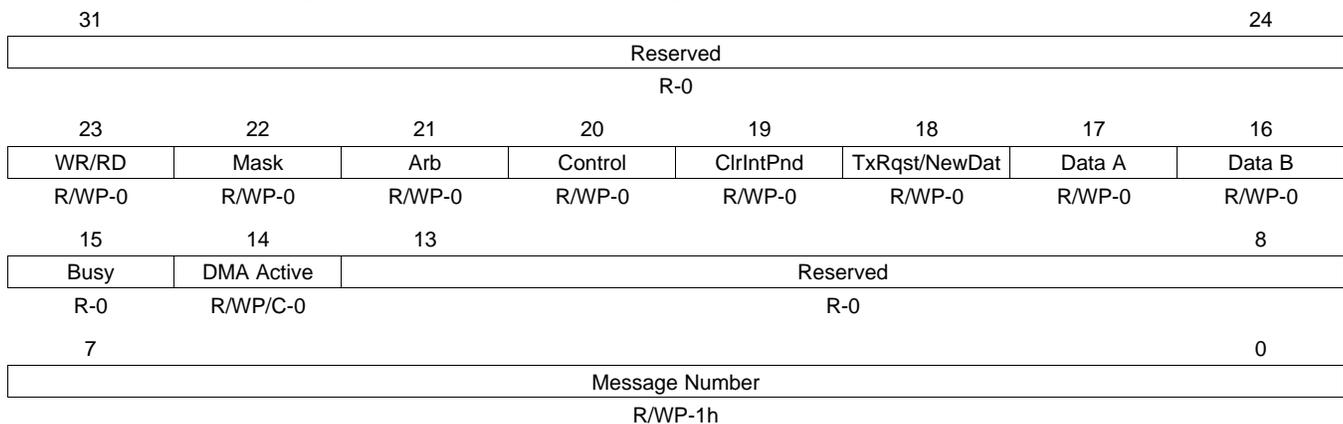 31 24
Reserved
R-0
23 22 21 20 19 18 17 16
WR/RD Mask Arb Control ClrIntPnd TxRqst/NewDat Data A Data B
R/WP-0 R/WP-0 R/WP-0 R/WP-0 R/WP-0 R/WP-0 R/WP-0 R/WP-0
15 14 13 8
Busy DMA Active Reserved
R-0 R/WP/C-0 R-0
7 0
Message Number
R/WP-1h